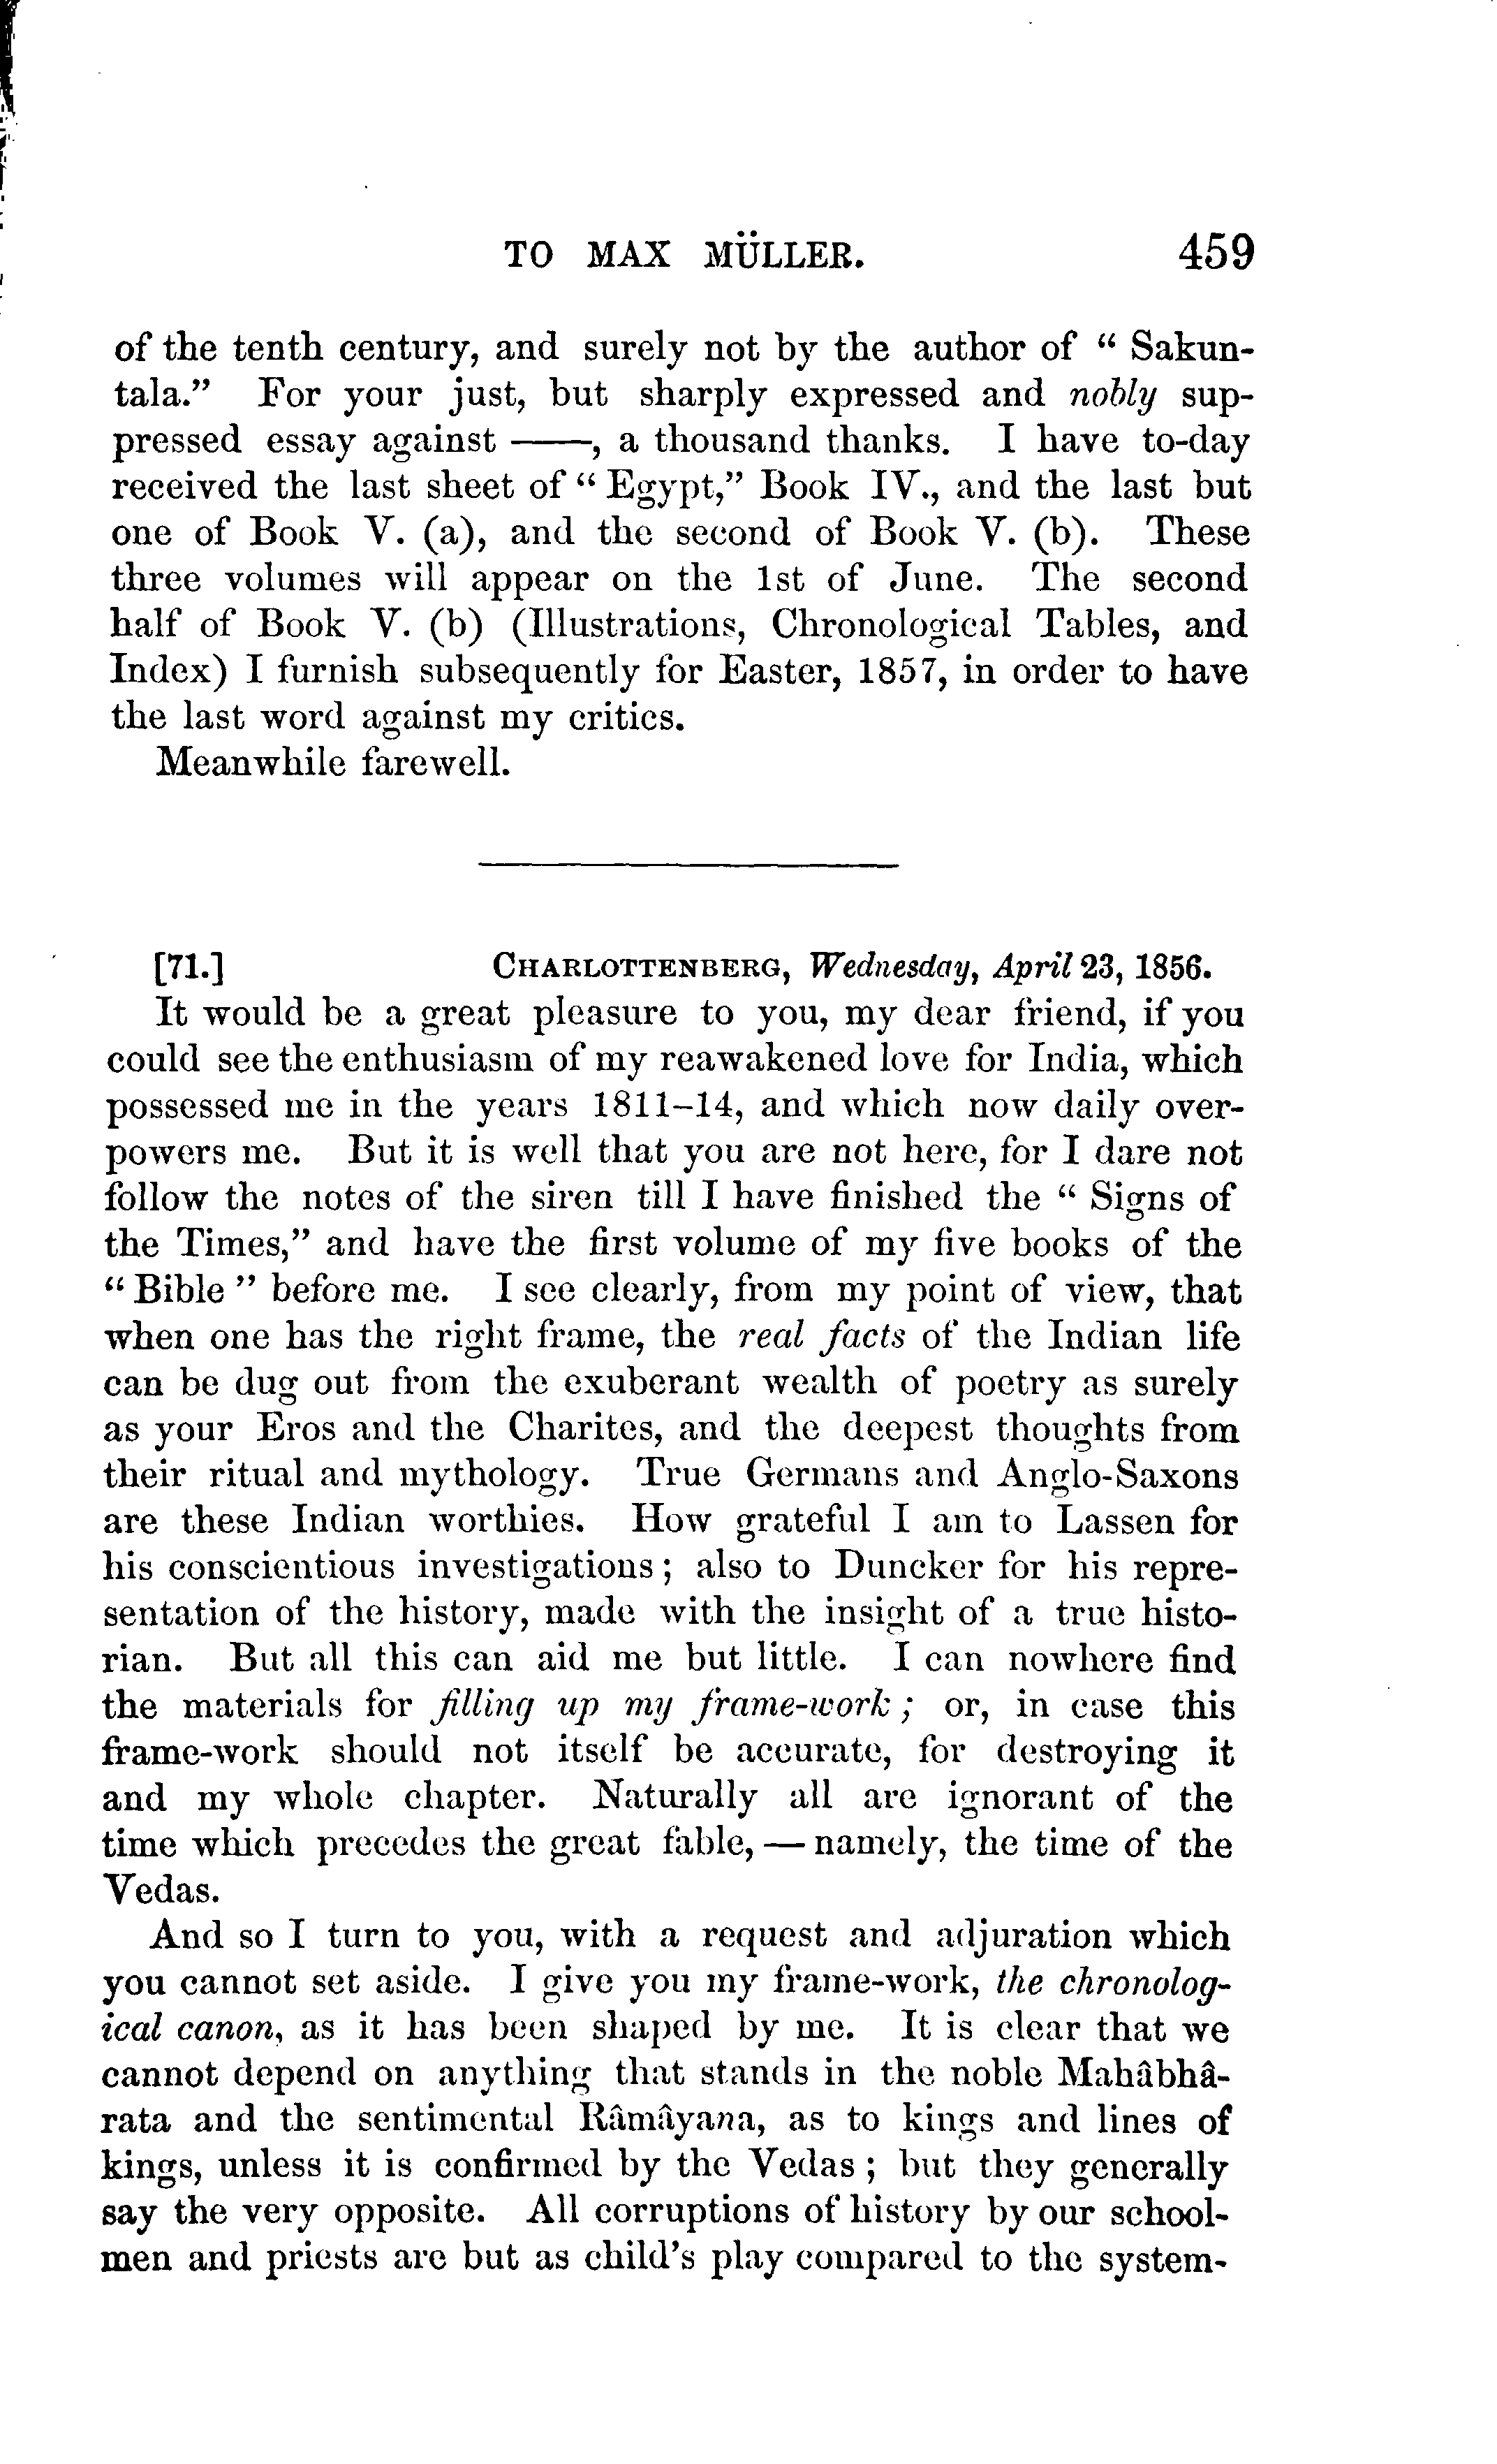 TO MAX MÜLLER. 459
of the tenth century, and surely not by the author of “ Sakun-
tala.” For your just, but sharply expressed and nobly sup-
pressed essay against ——, a thousand thanks. I have to-day
received the last sheet of “ Egypt,” Book IV., and the last but
one of Book V. (a), and the second of Book V. (b). These
three volumes will appear on the 1st of June. The second
half of Book V. (b) (Illustrations, Chronological Tables, and
Index) I furnish subsequently for Easter, 1857, in order to have
the last word against my critics.
Meanwhile farewell.
[71.] CHARLOTTENBERG, Wednesday, April 23, 1856.
It would be a great pleasure to you, my dear friend, if you
could see the enthusiasm of my reawakened love for India, which
possessed me in the years 1811–14, and which now daily over-
powers me. But it is well that you are not here, for I dare not
follow the notes of the siren till I have finished the “ Signs of
the Times,” and have the first volume of my five books of the
“ Bible ” before me. I see clearly, from my point of view, that
when one has the right frame, the real facts of the Indian life
can be dug out from the exuberant wealth of poetry as surely
as your Eros and the Charites, and the deepest thoughts from
their ritual and mythology. True Germans and Anglo-Saxons
are these Indian worthies. How grateful I am to Lassen for
his conscientious investigations ; also to Duncker for his repre-
sentation of the history, made with the insight of a true histo-
rian. But all this can aid me but little. I can nowhere find
the materials for filling up my frame-work ; or, in case this
frame-work should not itself be accurate, for destroying it
and my whole chapter. Naturally all are ignorant of the
time which precedes the great fable, — namely, the time of the
Vedas.
And so I turn to you, with a request and adjuration which
you cannot set aside. I give you my frame-work, the chronolog-
ical canon, as it has been shaped by me. It is clear that we
cannot depend on anything that stands in the noble Mahâbhâ-
rata and the sentimental Râmâyana, as to kings and lines of
kings, unless it is confirmed by the Vedas ; but they generally
say the very opposite. All corruptions of history by our school-
men and priests are but as child’s play compared to the system-